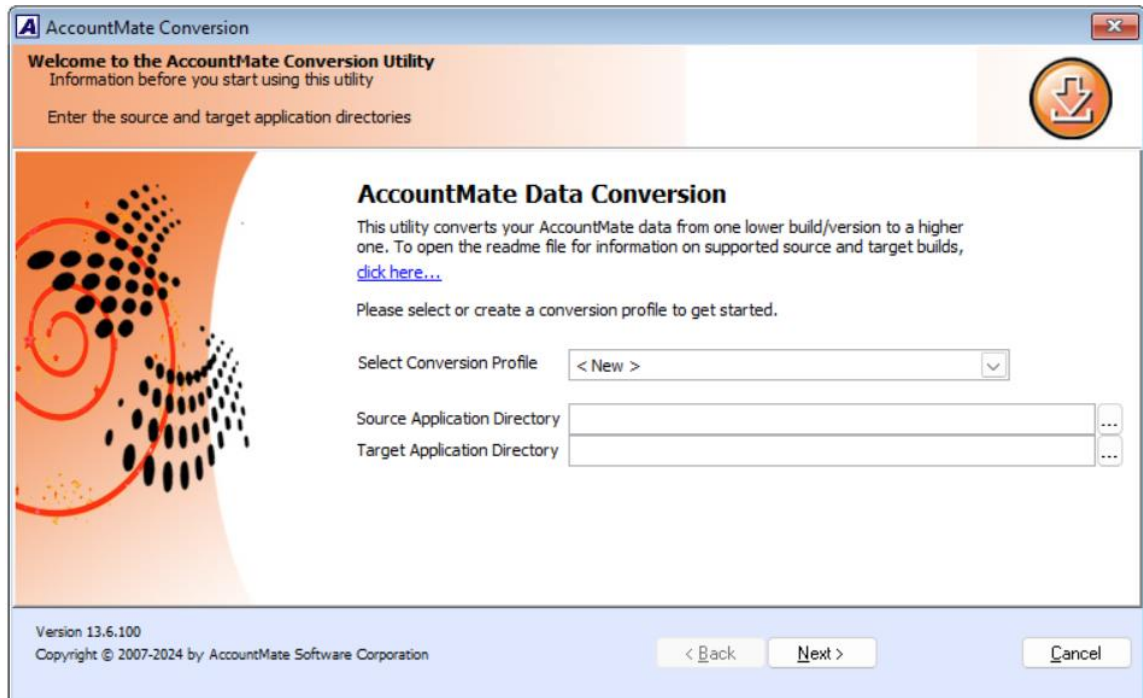 AccountMate Conversion
Welcome to the AccountMate Conversion Utility
Information before you start using this utility
Enter the source and target application directories
AccountMate Data Conversion
This utility converts your AccountMate data from one lower build/version to a higher
one. To open the readme file for information on supported source and target builds,
click here...
Please select or create a conversion profile to get started.
Select Conversion Profile < New >
Source Application Directory ...
Target Application Directory ...
Version 13.6.100
Copyright © 2007-2024 by AccountMate Software Corporation
< Back Next > Cancel